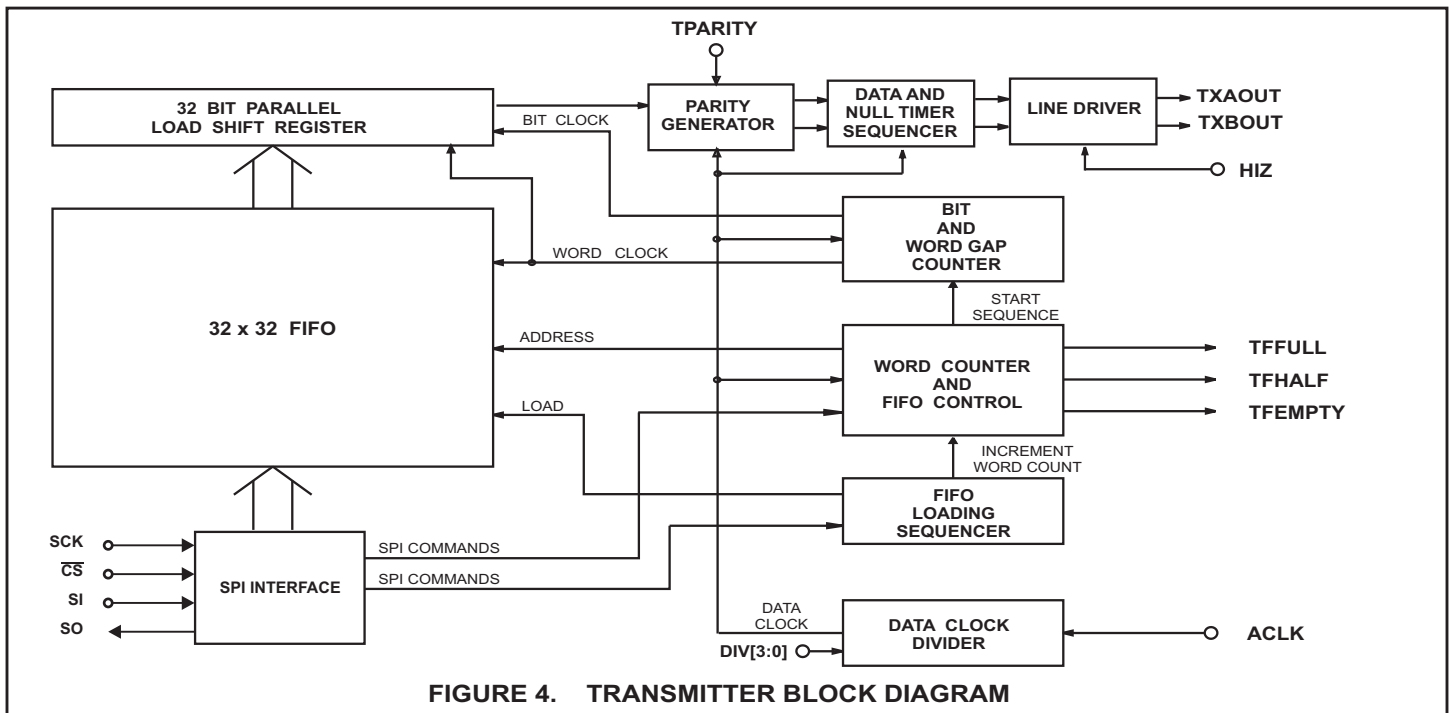 TPARITY
32 BIT PARALLEL
LOAD SHIFT REGISTER
BIT CLOCK
PARITY
GENERATOR
DATA AND
NULL TIMER
SEQUENCER
LINE DRIVER
TXAOUT
TXBOUT
HIZ
BIT
AND
WORD GAP
COUNTER
WORD CLOCK
START
SEQUENCE
32 x 32 FIFO
ADDRESS
WORD COUNTER
AND
FIFO CONTROL
TFFULL
TFHALF
TFEMPTY
LOAD
INCREMENT
WORD COUNT
FIFO
LOADING
SEQUENCER
SCK
C̅S̅
SI
SO
SPI INTERFACE
SPI COMMANDS
SPI COMMANDS
DATA
CLOCK
DIV[3:0]
DATA CLOCK
DIVIDER
ACLK
FIGURE 4. TRANSMITTER BLOCK DIAGRAM